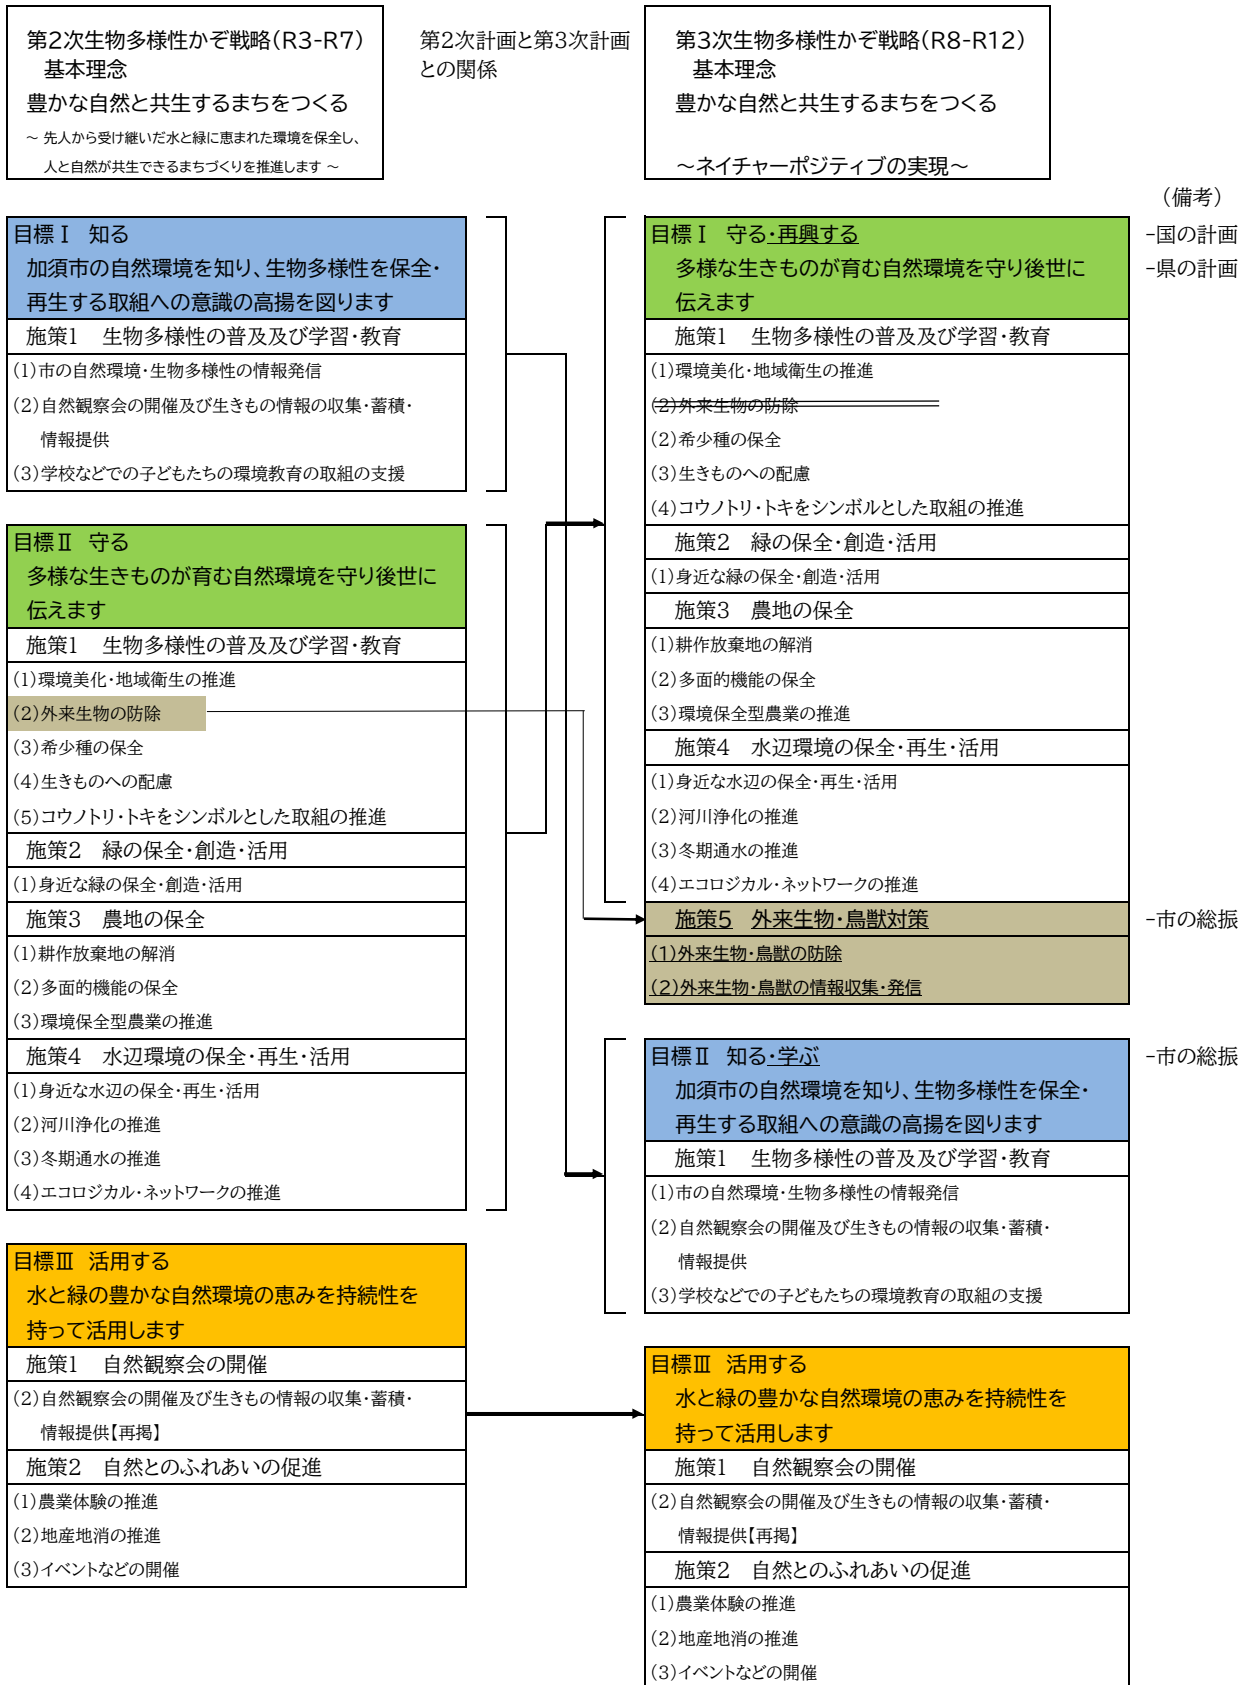 第2次生物多様性かぞ戦略(R3-R7)
基本理念
豊かな自然と共生するまちをつくる
～ 先人から受け継いだ水と緑に恵まれた環境を保全し、
人と自然が共生できるまちづくりを推進します ～
第2次計画と第3次計画
との関係
第3次生物多様性かぞ戦略(R8-R12)
基本理念
豊かな自然と共生するまちをつくる
～ネイチャーポジティブの実現～
(備考)
目標Ⅰ 知る
加須市の自然環境を知り、生物多様性を保全・
再生する取組への意識の高揚を図ります
施策1 生物多様性の普及及び学習・教育
(1)市の自然環境・生物多様性の情報発信
(2)自然観察会の開催及び生きもの情報の収集・蓄積・
情報提供
(3)学校などでの子どもたちの環境教育の取組の支援
目標Ⅱ 守る
多様な生きものが育む自然環境を守り後世に
伝えます
施策1 生物多様性の普及及び学習・教育
(1)環境美化・地域衛生の推進
(2)外来生物の防除
(3)希少種の保全
(4)生きものへの配慮
(5)コウノトリ・トキをシンボルとした取組の推進
施策2 緑の保全・創造・活用
(1)身近な緑の保全・創造・活用
施策3 農地の保全
(1)耕作放棄地の解消
(2)多面的機能の保全
(3)環境保全型農業の推進
施策4 水辺環境の保全・再生・活用
(1)身近な水辺の保全・再生・活用
(2)河川浄化の推進
(3)冬期通水の推進
(4)エコロジカル・ネットワークの推進
目標Ⅲ 活用する
水と緑の豊かな自然環境の恵みを持続性を
持って活用します
施策1 自然観察会の開催
(2)自然観察会の開催及び生きもの情報の収集・蓄積・
情報提供【再掲】
施策2 自然とのふれあいの促進
(1)農業体験の推進
(2)地産地消の推進
(3)イベントなどの開催
目標Ⅰ 守る・再興する
多様な生きものが育む自然環境を守り後世に
伝えます
施策1 生物多様性の普及及び学習・教育
(1)環境美化・地域衛生の推進
(2)外来生物の防除
(2)希少種の保全
(3)生きものへの配慮
(4)コウノトリ・トキをシンボルとした取組の推進
施策2 緑の保全・創造・活用
(1)身近な緑の保全・創造・活用
施策3 農地の保全
(1)耕作放棄地の解消
(2)多面的機能の保全
(3)環境保全型農業の推進
施策4 水辺環境の保全・再生・活用
(1)身近な水辺の保全・再生・活用
(2)河川浄化の推進
(3)冬期通水の推進
(4)エコロジカル・ネットワークの推進
施策5 外来生物・鳥獣対策
(1)外来生物・鳥獣の防除
(2)外来生物・鳥獣の情報収集・発信
目標Ⅱ 知る・学ぶ
加須市の自然環境を知り、生物多様性を保全・
再生する取組への意識の高揚を図ります
施策1 生物多様性の普及及び学習・教育
(1)市の自然環境・生物多様性の情報発信
(2)自然観察会の開催及び生きもの情報の収集・蓄積・
情報提供
(3)学校などでの子どもたちの環境教育の取組の支援
目標Ⅲ 活用する
水と緑の豊かな自然環境の恵みを持続性を
持って活用します
施策1 自然観察会の開催
(2)自然観察会の開催及び生きもの情報の収集・蓄積・
情報提供【再掲】
施策2 自然とのふれあいの促進
(1)農業体験の推進
(2)地産地消の推進
(3)イベントなどの開催
-国の計画
-県の計画
-市の総振
-市の総振